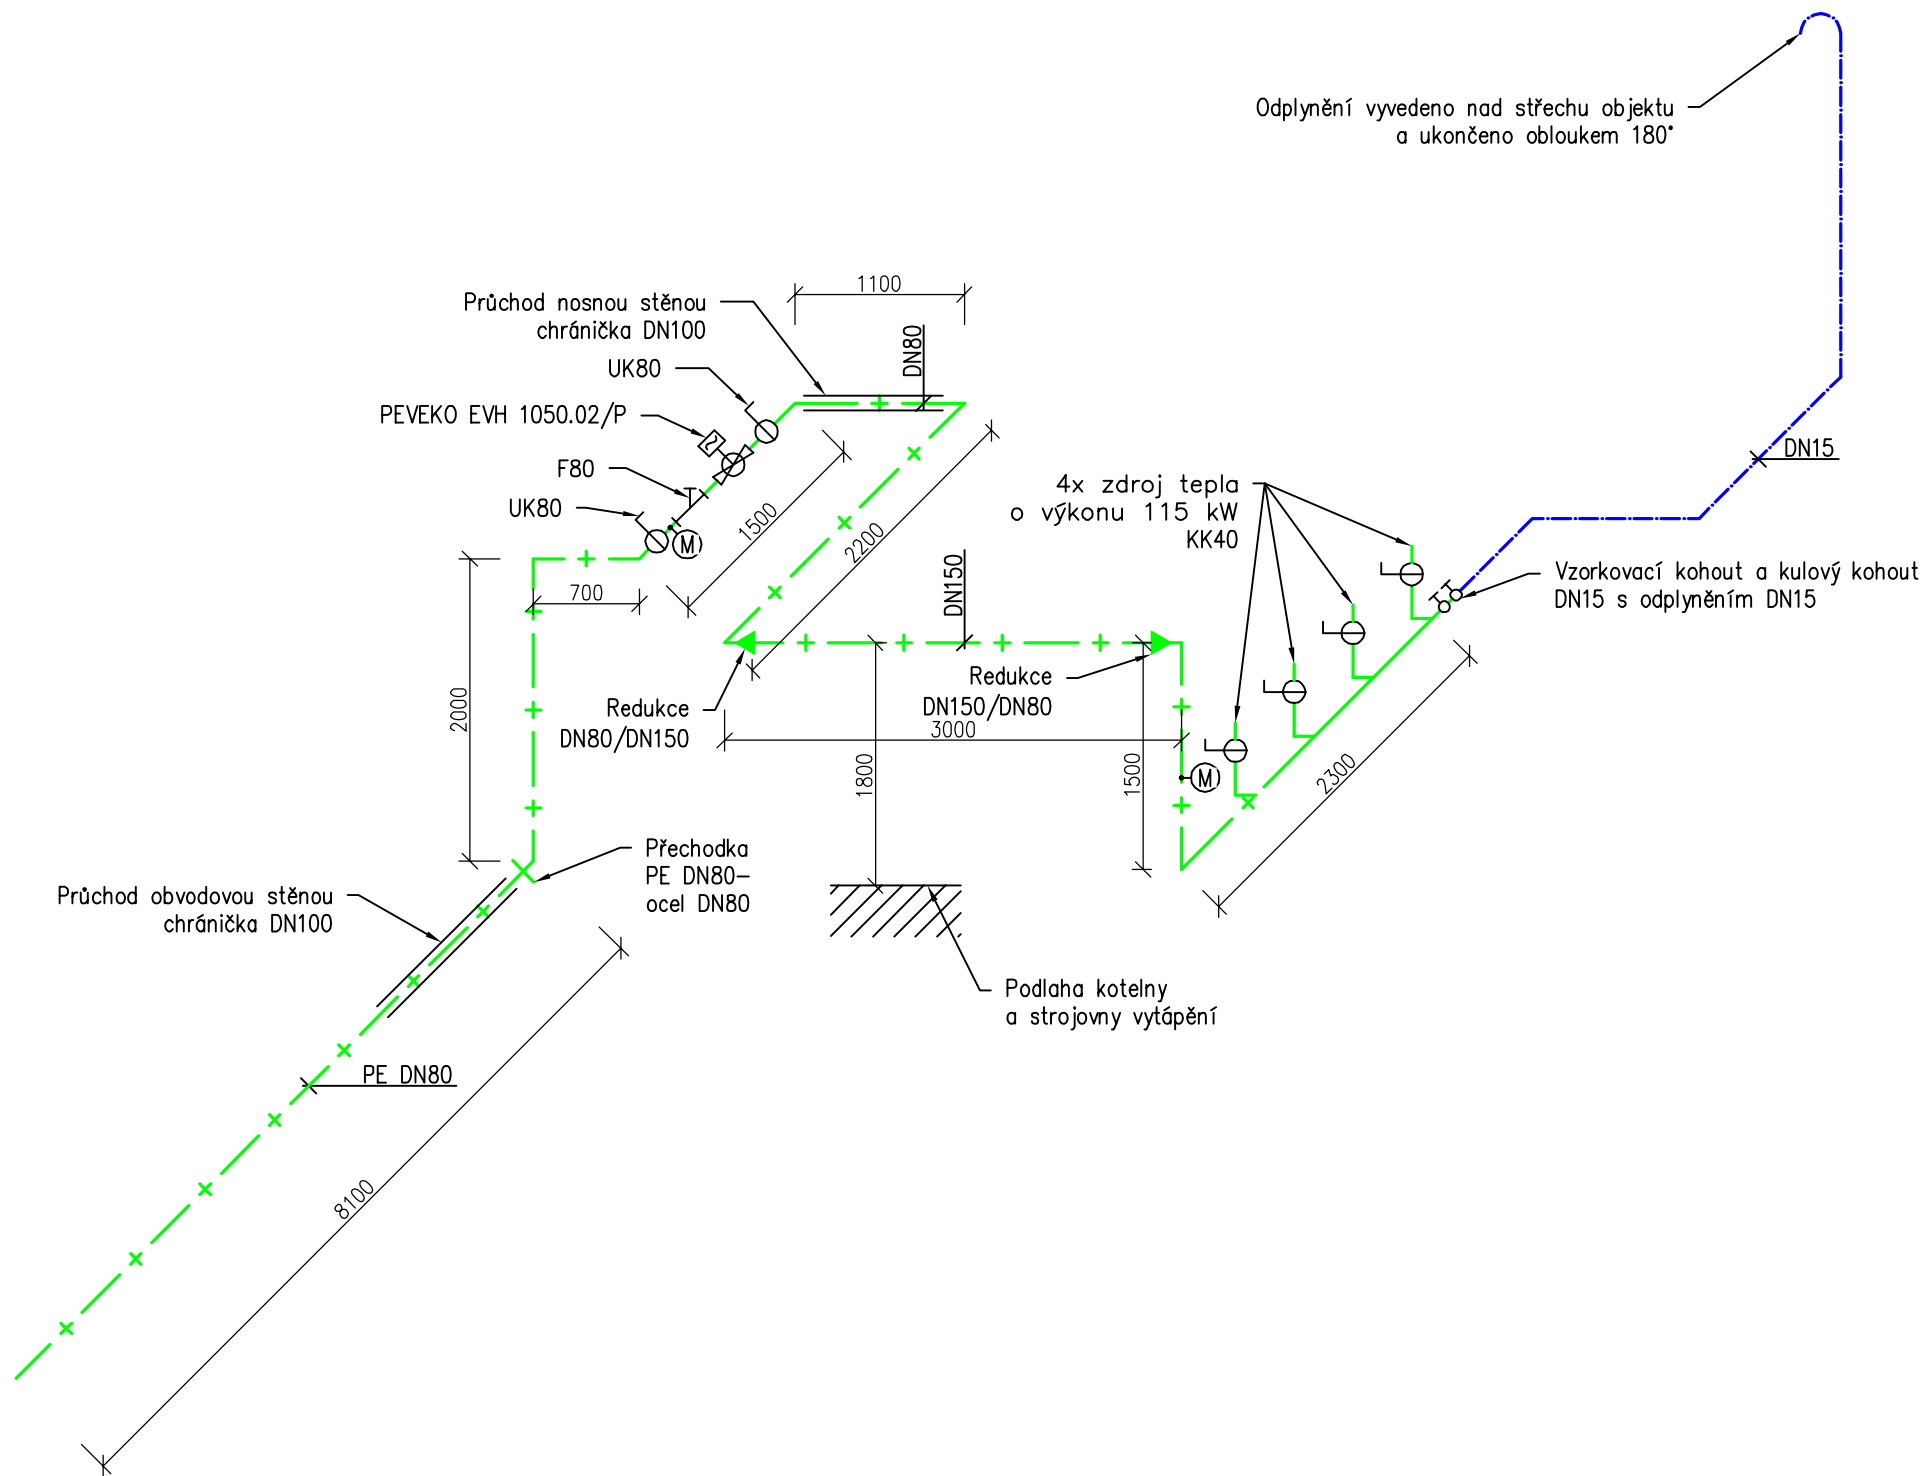 Odplynění vyvedeno nad střechu objektu
a ukončeno obloukem 180°
1100
Průchod nosnou stěnou
chránička DN100
DN80
UK80
PEVEKO EVH 1050.02/P
F80
UK80
M
1500
2200
700
2000
DN150
4x zdroj tepla
o výkonu 115 kW
KK40
DN15
Vzorkovací kohout a kulový kohout
DN15 s odplyněním DN15
Redukce
DN80/DN150
Redukce
DN150/DN80
3000
1800
1500
M
2300
Přechodka
PE DN80-
ocel DN80
Průchod obvodovou stěnou
chránička DN100
Podlaha kotelny
a strojovny vytápění
PE DN80
8100